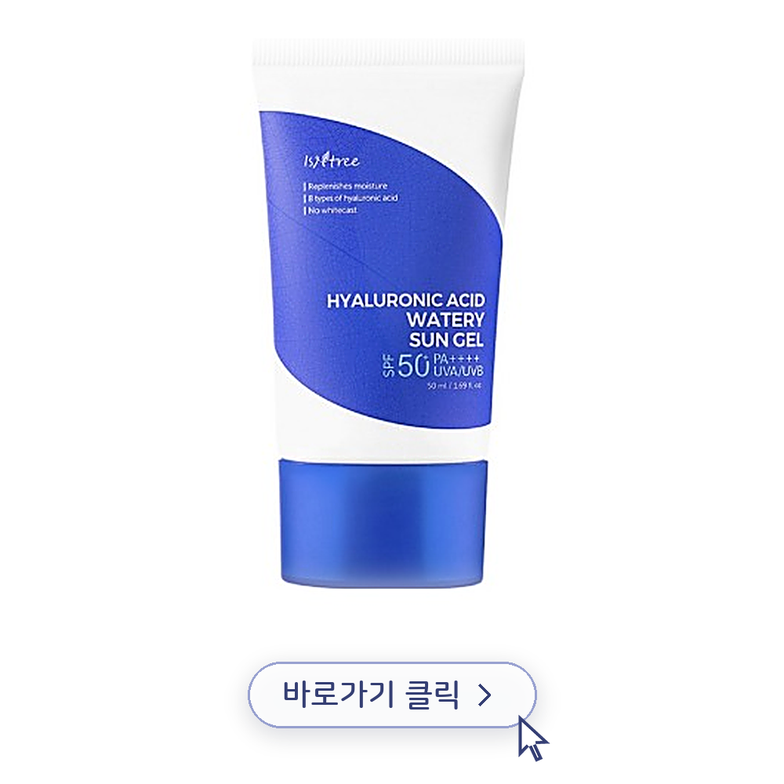 Isntree
Replenishes moisture
8 types of hyaluronic acid
No whitecast
HYALURONIC ACID
WATERY
SUN GEL
SPF 50+ PA++++
UVA/UVB
50 ml / 1.69 fl. oz
바로가기 클릭